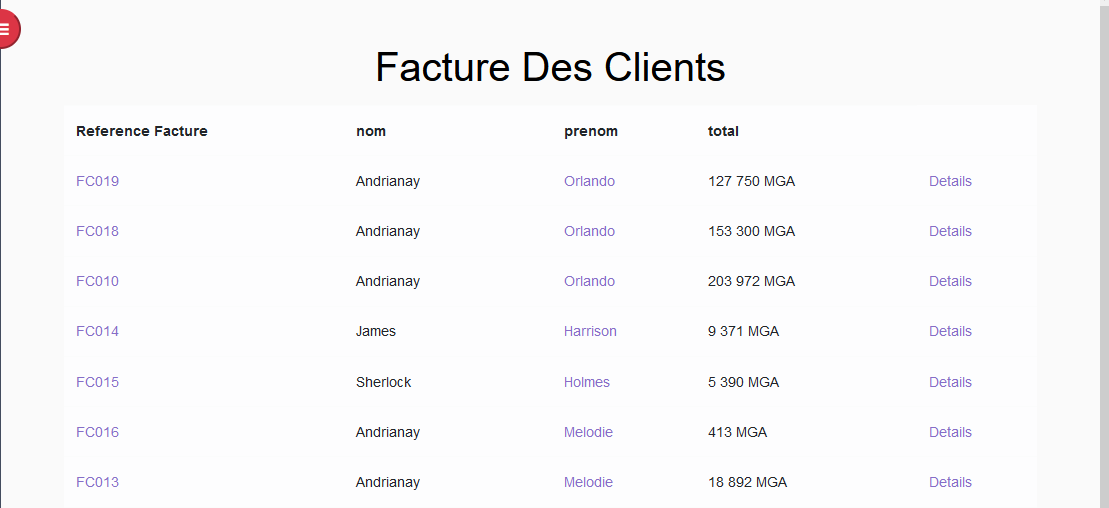 Facture Des Clients
Reference Facture nom prenom total
FC019 Andrianay Orlando 127 750 MGA Details
FC018 Andrianay Orlando 153 300 MGA Details
FC010 Andrianay Orlando 203 972 MGA Details
FC014 James Harrison 9 371 MGA Details
FC015 Sherlock Holmes 5 390 MGA Details
FC016 Andrianay Melodie 413 MGA Details
FC013 Andrianay Melodie 18 892 MGA Details